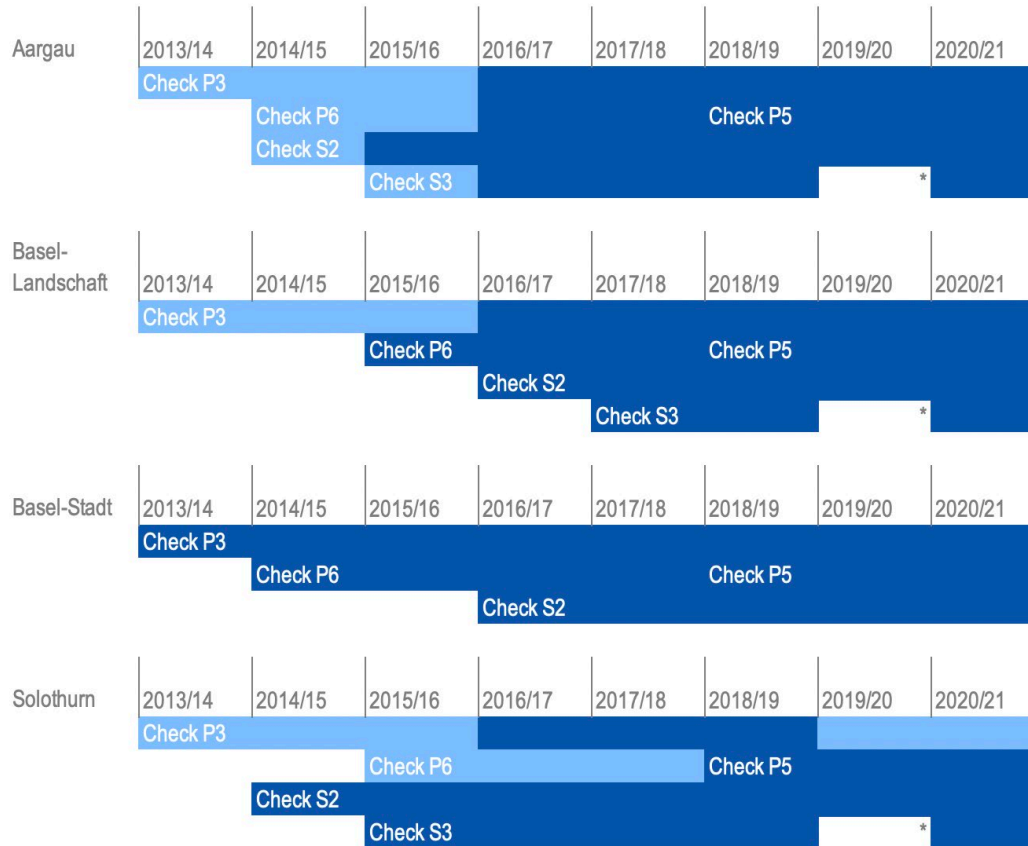 Aargau 2013/14 2014/15 2015/16 2016/17 2017/18 2018/19 2019/20 2020/21
Check P3
Check P6 Check P5
Check S2
Check S3 *
Basel-
Landschaft 2013/14 2014/15 2015/16 2016/17 2017/18 2018/19 2019/20 2020/21
Check P3
Check P6 Check P5
Check S2
Check S3 *
Basel-Stadt 2013/14 2014/15 2015/16 2016/17 2017/18 2018/19 2019/20 2020/21
Check P3
Check P6 Check P5
Check S2
Solothurn 2013/14 2014/15 2015/16 2016/17 2017/18 2018/19 2019/20 2020/21
Check P3
Check P6 Check P5
Check S2
Check S3 *